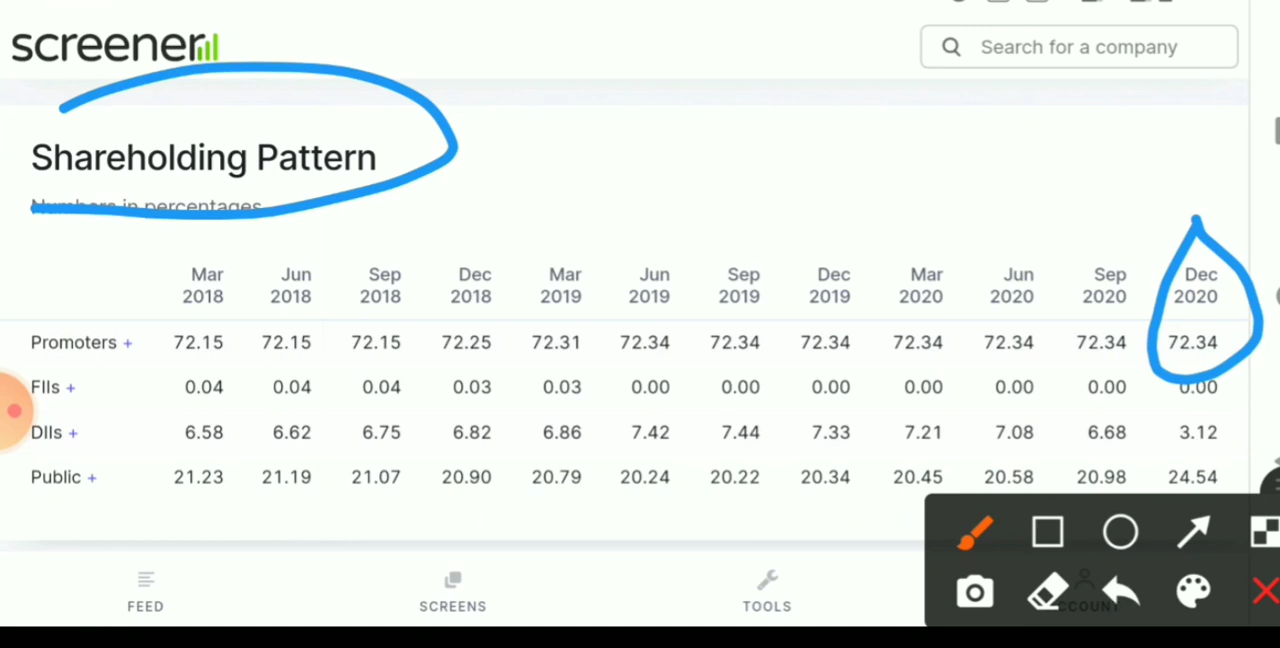 screener
Search for a company
Shareholding Pattern
Numbers in percentages
Mar 2018 Jun 2018 Sep 2018 Dec 2018 Mar 2019 Jun 2019 Sep 2019 Dec 2019 Mar 2020 Jun 2020 Sep 2020 Dec 2020
Promoters + 72.15 72.15 72.15 72.25 72.31 72.34 72.34 72.34 72.34 72.34 72.34 72.34
FIIs + 0.04 0.04 0.04 0.03 0.03 0.00 0.00 0.00 0.00 0.00 0.00 0.00
DIIs + 6.58 6.62 6.75 6.82 6.86 7.42 7.44 7.33 7.21 7.08 6.68 3.12
Public + 21.23 21.19 21.07 20.90 20.79 20.24 20.22 20.34 20.45 20.58 20.98 24.54
FEED SCREENS TOOLS ACCOUNT